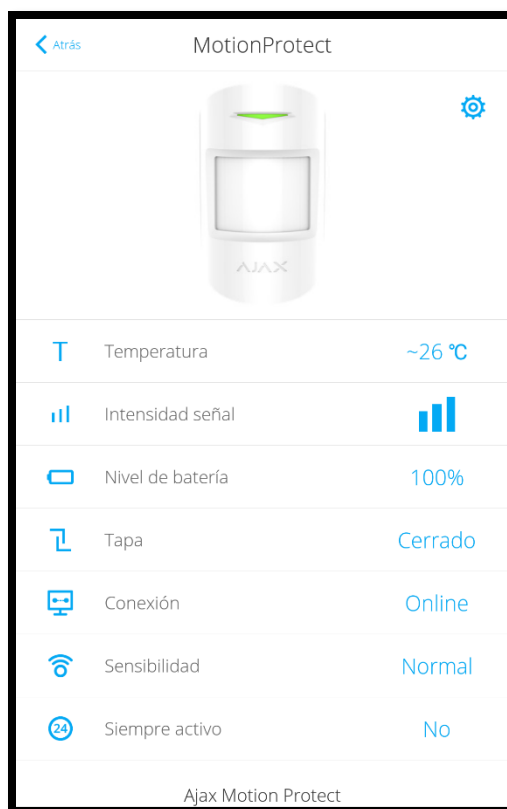 Atrás
MotionProtect
AJAX
T Temperatura ~26 ℃
Intensidad señal
Nivel de batería 100%
Tapa Cerrado
Conexión Online
Sensibilidad Normal
24 Siempre activo No
Ajax Motion Protect